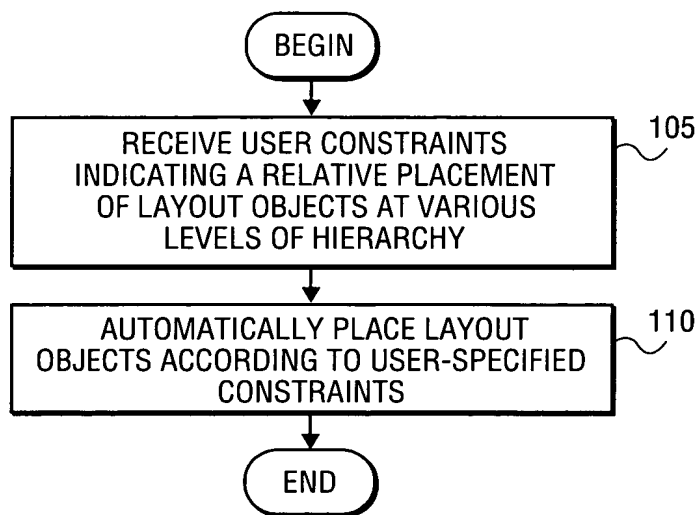 BEGIN
RECEIVE USER CONSTRAINTS
INDICATING A RELATIVE PLACEMENT
OF LAYOUT OBJECTS AT VARIOUS
LEVELS OF HIERARCHY
105
AUTOMATICALLY PLACE LAYOUT
OBJECTS ACCORDING TO USER-SPECIFIED
CONSTRAINTS
110
END